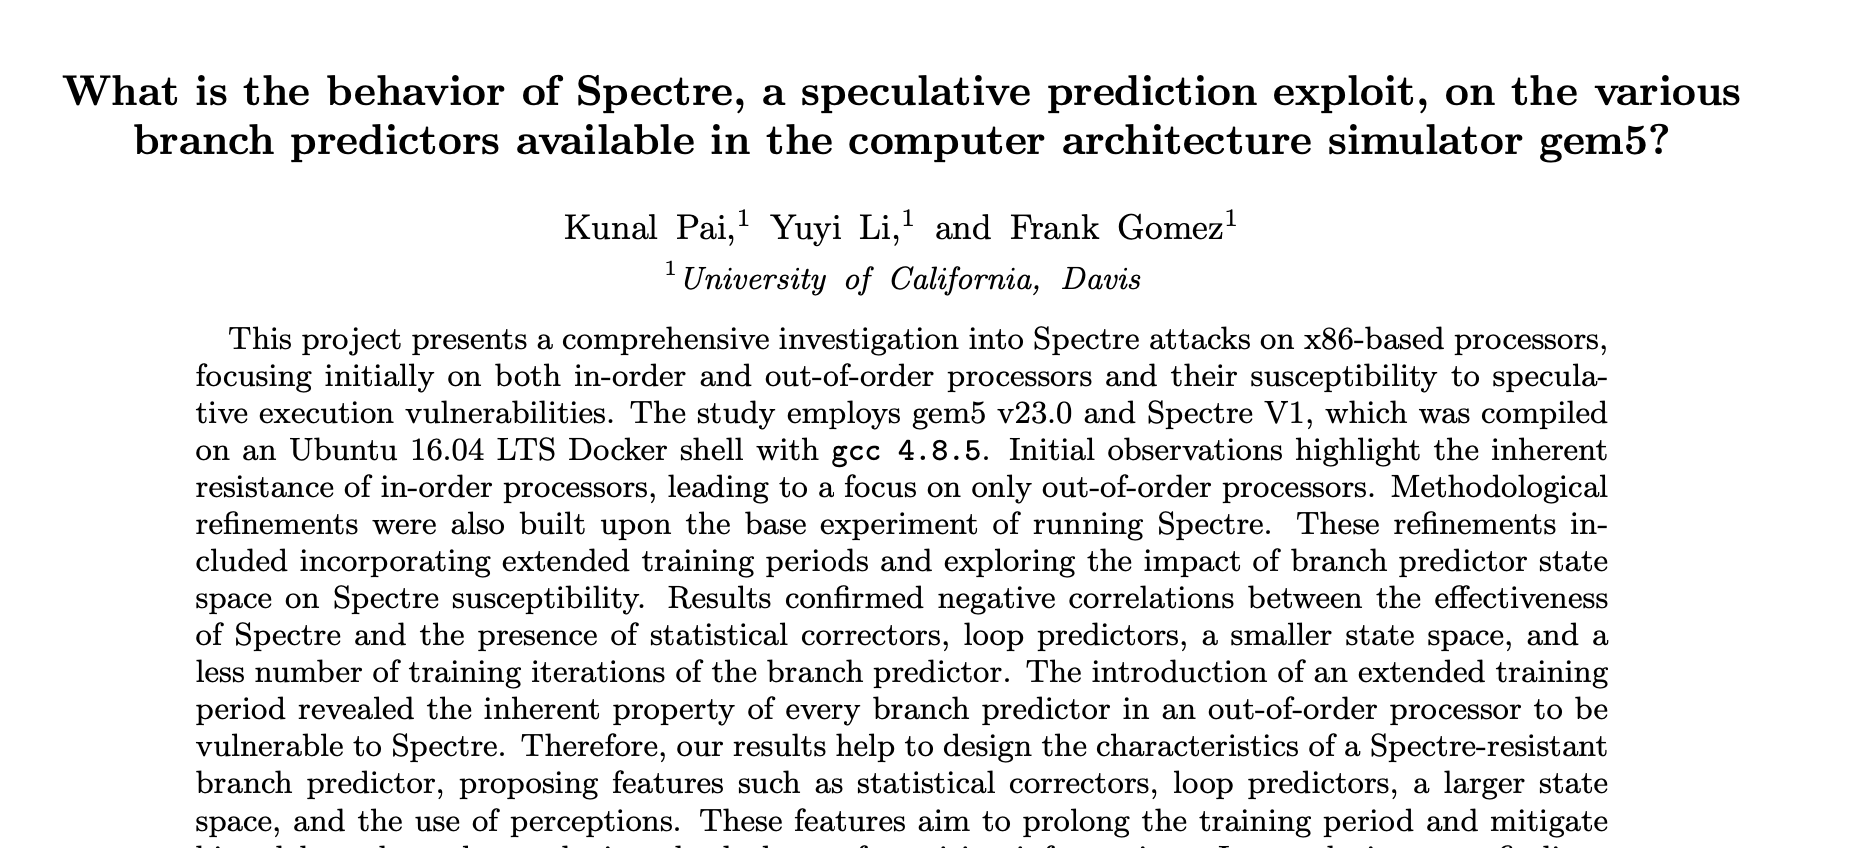 What is the behavior of Spectre, a speculative prediction exploit, on the various
branch predictors available in the computer architecture simulator gem5?
Kunal Pai,¹ Yuyi Li,¹ and Frank Gomez¹
¹ University of California, Davis
This project presents a comprehensive investigation into Spectre attacks on x86-based processors,
focusing initially on both in-order and out-of-order processors and their susceptibility to specula-
tive execution vulnerabilities. The study employs gem5 v23.0 and Spectre V1, which was compiled
on an Ubuntu 16.04 LTS Docker shell with gcc 4.8.5. Initial observations highlight the inherent
resistance of in-order processors, leading to a focus on only out-of-order processors. Methodological
refinements were also built upon the base experiment of running Spectre. These refinements in-
cluded incorporating extended training periods and exploring the impact of branch predictor state
space on Spectre susceptibility. Results confirmed negative correlations between the effectiveness
of Spectre and the presence of statistical correctors, loop predictors, a smaller state space, and a
less number of training iterations of the branch predictor. The introduction of an extended training
period revealed the inherent property of every branch predictor in an out-of-order processor to be
vulnerable to Spectre. Therefore, our results help to design the characteristics of a Spectre-resistant
branch predictor, proposing features such as statistical correctors, loop predictors, a larger state
space, and the use of perceptions. These features aim to prolong the training period and mitigate